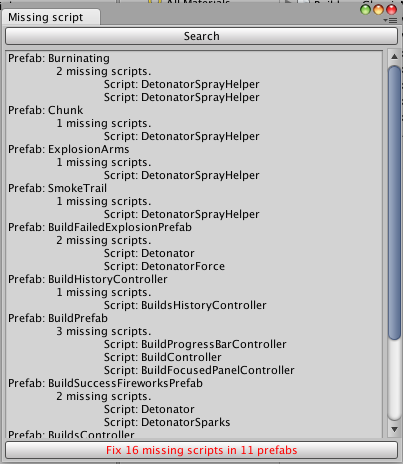 All Materials
Missing script
Search
Prefab: Burninating
2 missing scripts.
Script: DetonatorSprayHelper
Script: DetonatorSprayHelper
Prefab: Chunk
1 missing scripts.
Script: DetonatorSprayHelper
Prefab: ExplosionArms
1 missing scripts.
Script: DetonatorSprayHelper
Prefab: SmokeTrail
1 missing scripts.
Script: DetonatorSprayHelper
Prefab: BuildFailedExplosionPrefab
2 missing scripts.
Script: Detonator
Script: DetonatorForce
Prefab: BuildHistoryController
1 missing scripts.
Script: BuildsHistoryController
Prefab: BuildPrefab
3 missing scripts.
Script: BuildProgressBarController
Script: BuildController
Script: BuildFocusedPanelController
Prefab: BuildSuccessFireworksPrefab
2 missing scripts.
Script: Detonator
Script: DetonatorSparks
Prefab: BuildsController
Fix 16 missing scripts in 11 prefabs